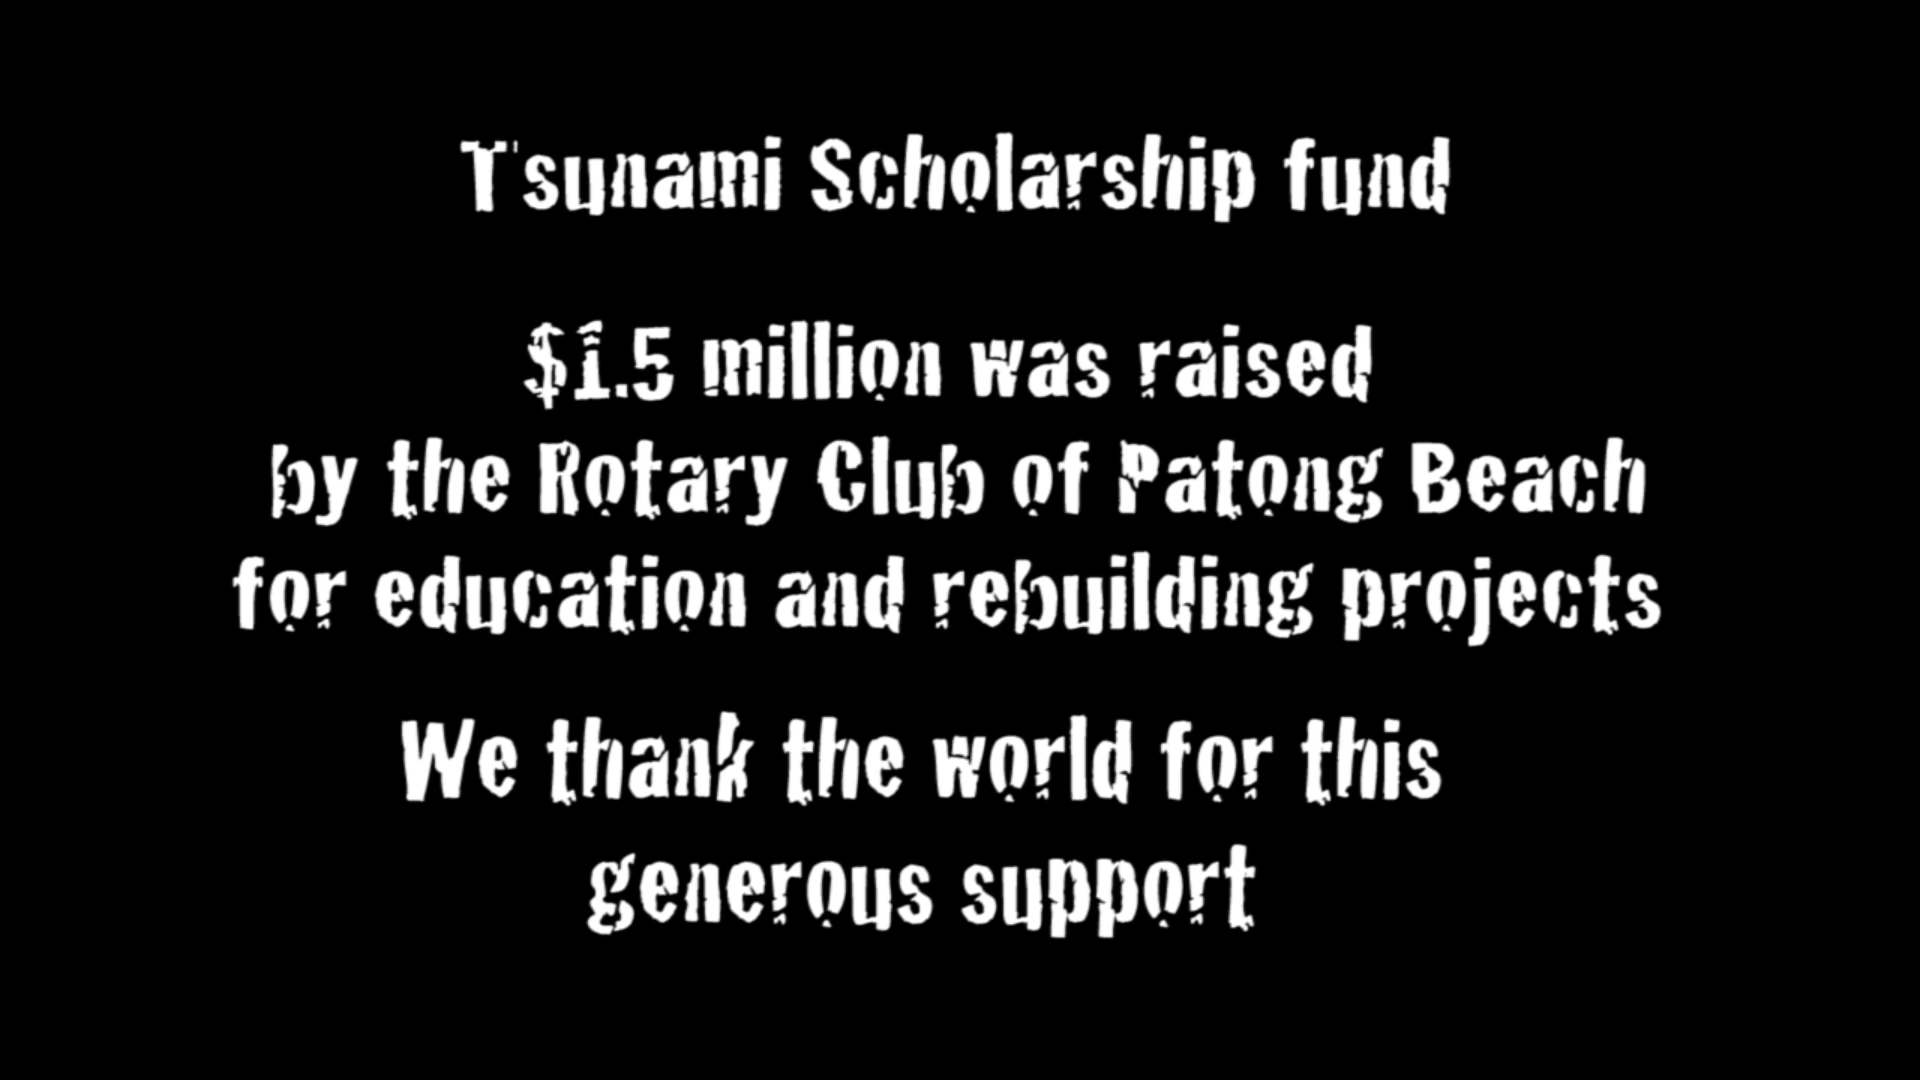 Tsunami Scholarship fund
$1.5 million was raised
by the Rotary Club of Patong Beach
for education and rebuilding projects
We thank the world for this
generous support